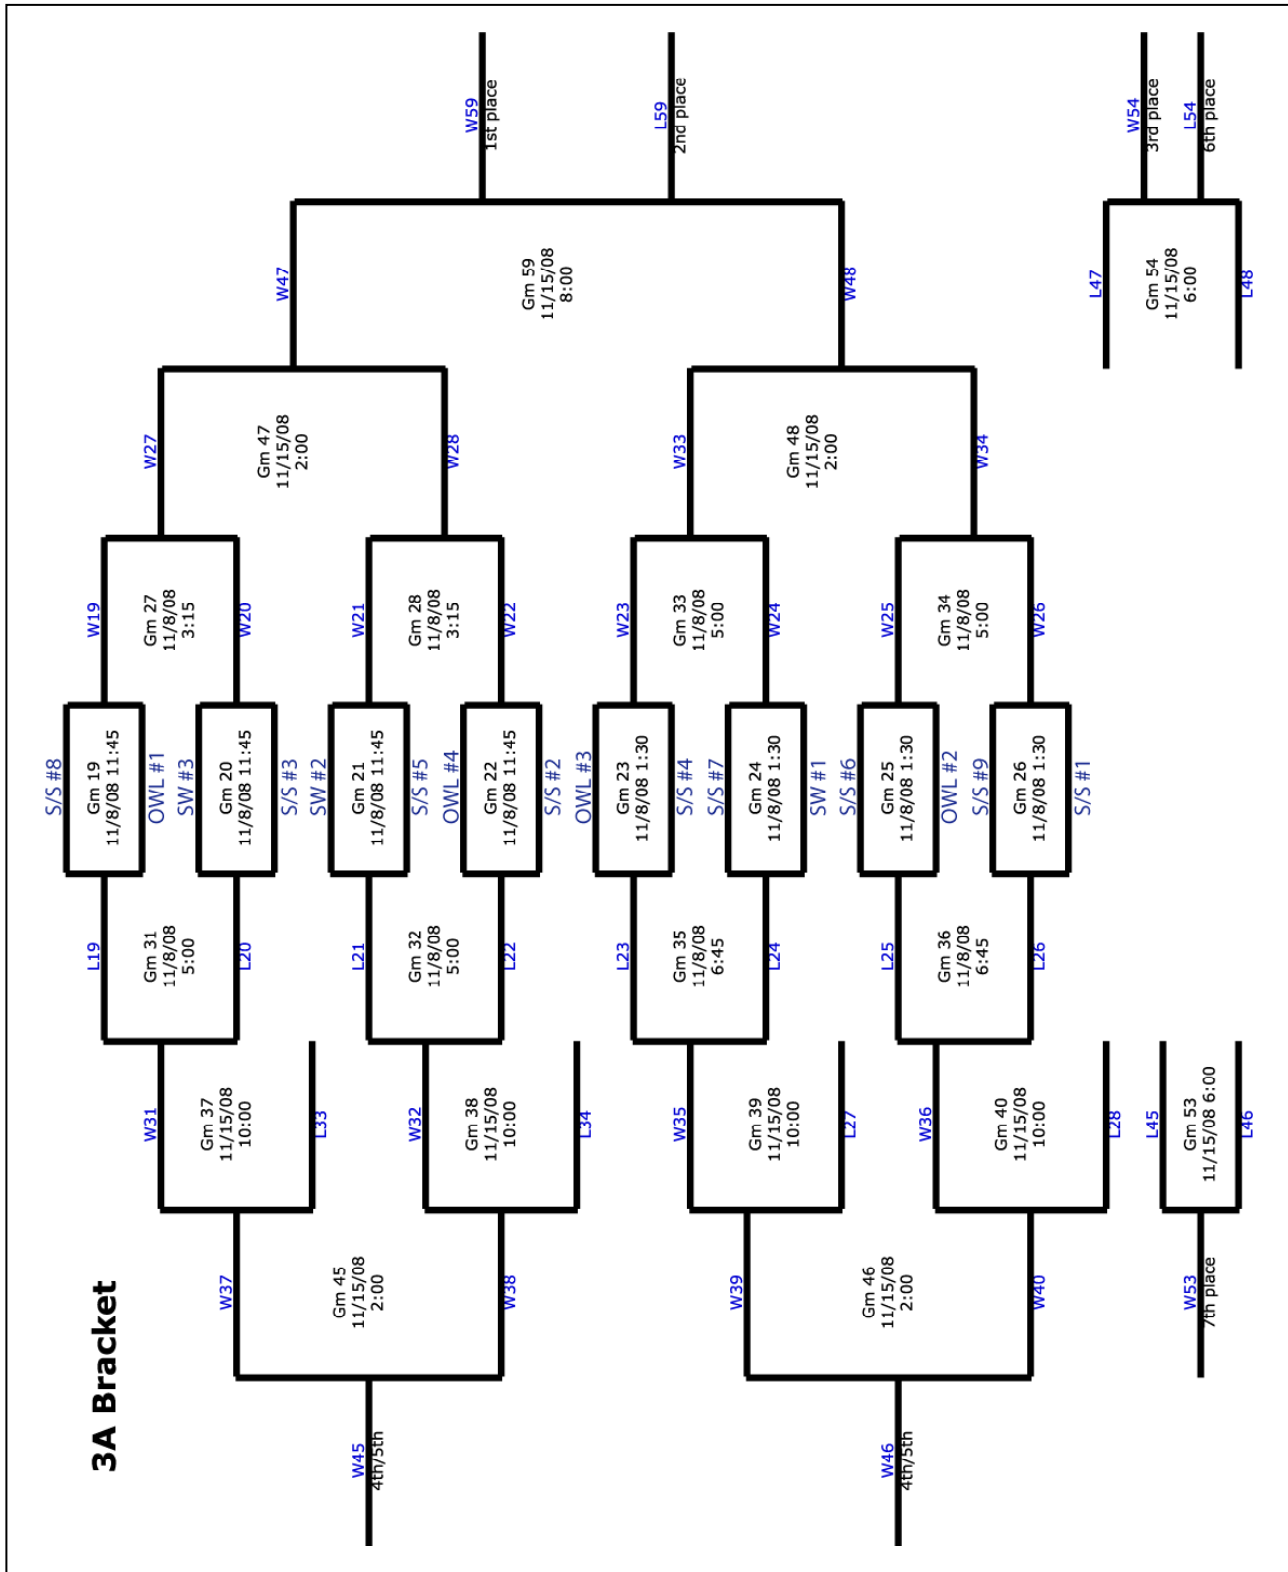 3A Bracket
W45
4th/5th
W46
4th/5th
W37
Gm 45
11/15/08
2:00
W38
W39
Gm 46
11/15/08
2:00
W40
W53
7th place
W31
Gm 37
11/15/08
10:00
L33
W32
Gm 38
11/15/08
10:00
L34
W35
Gm 39
11/15/08
10:00
L27
W36
Gm 40
11/15/08
10:00
L28
L45
Gm 53
11/15/08 6:00
L46
L19
Gm 31
11/8/08
5:00
L20
L21
Gm 32
11/8/08
5:00
L22
L23
Gm 35
11/8/08
6:45
L24
L25
Gm 36
11/8/08
6:45
L26
S/S #8
Gm 19
11/8/08 11:45
OWL #1
SW #3
Gm 20
11/8/08 11:45
S/S #3
SW #2
Gm 21
11/8/08 11:45
S/S #5
OWL #4
Gm 22
11/8/08 11:45
S/S #2
OWL #3
Gm 23
11/8/08 1:30
S/S #4
S/S #7
Gm 24
11/8/08 1:30
SW #1
S/S #6
Gm 25
11/8/08 1:30
OWL #2
S/S #9
Gm 26
11/8/08 1:30
S/S #1
W19
Gm 27
11/8/08
3:15
W20
W21
Gm 28
11/8/08
3:15
W22
W23
Gm 33
11/8/08
5:00
W24
W25
Gm 34
11/8/08
5:00
W26
W27
Gm 47
11/15/08
2:00
W28
W33
Gm 48
11/15/08
2:00
W34
W47
Gm 59
11/15/08
8:00
W48
L47
Gm 54
11/15/08
6:00
L48
W59
1st place
L59
2nd place
W54
3rd place
L54
6th place